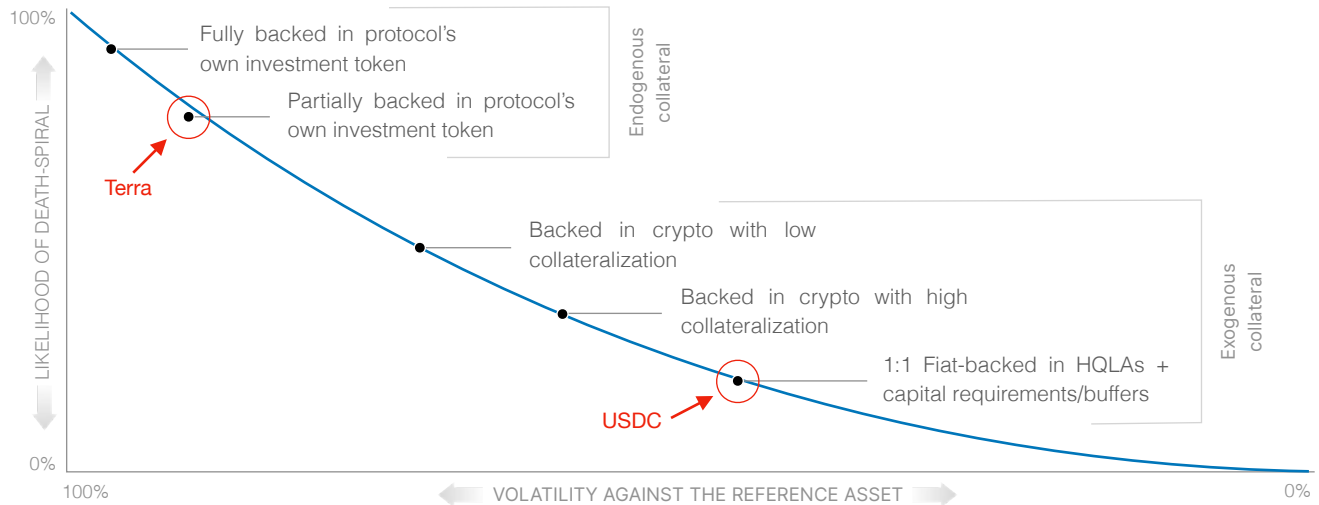 100%
Fully backed in protocol's
own investment token
Partially backed in protocol's
own investment token
Endogenous
collateral
Terra
LIKELIHOOD OF DEATH-SPIRAL
Backed in crypto with low
collateralization
Backed in crypto with high
collateralization
1:1 Fiat-backed in HQLAs +
capital requirements/buffers
Exogenous
collateral
USDC
0%
100%
VOLATILITY AGAINST THE REFERENCE ASSET
0%